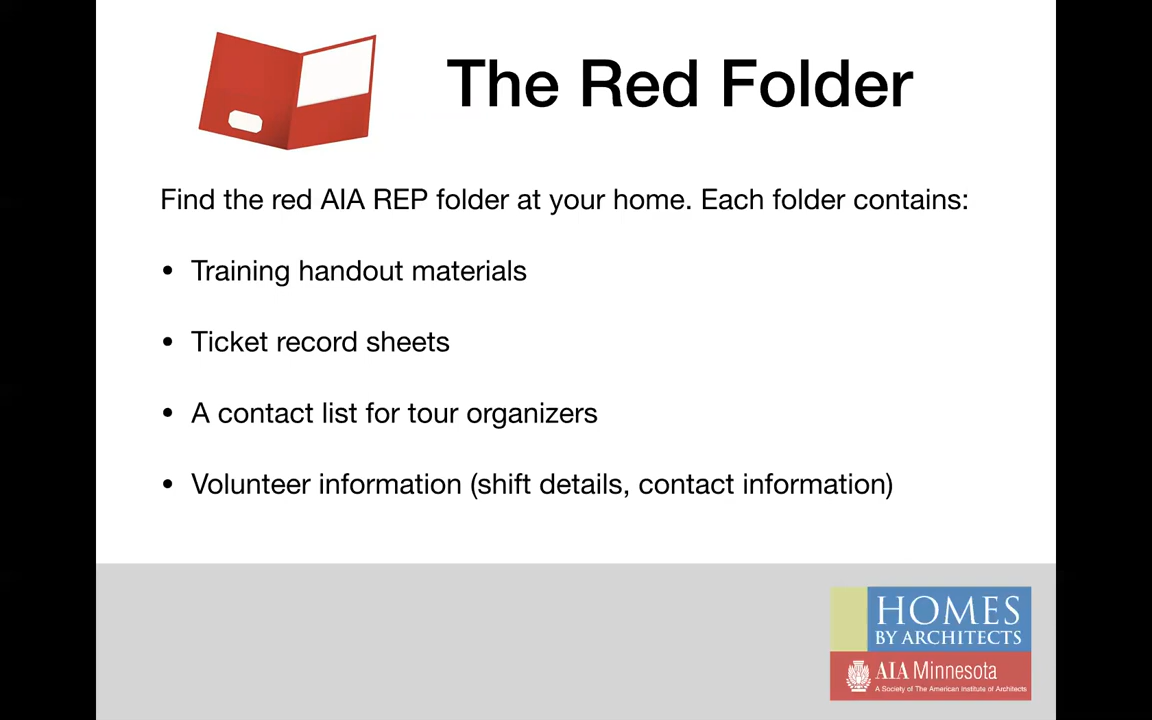 The Red Folder
Find the red AIA REP folder at your home. Each folder contains:
• Training handout materials
• Ticket record sheets
• A contact list for tour organizers
• Volunteer information (shift details, contact information)
HOMES
BY ARCHITECTS
AIA Minnesota
A Society of The American Institute of Architects